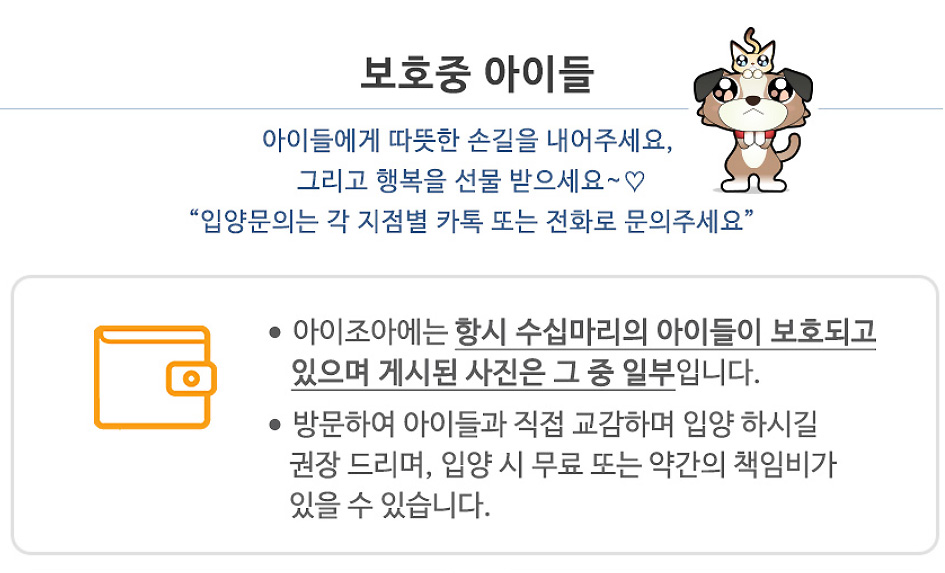 보호중 아이들
아이들에게 따뜻한 손길을 내어주세요,
그리고 행복을 선물 받으세요~♡
“입양문의는 각 지점별 카톡 또는 전화로 문의주세요”
● 아이조아에는 항시 수십마리의 아이들이 보호되고
있으며 게시된 사진은 그 중 일부입니다.
● 방문하여 아이들과 직접 교감하며 입양 하시길
권장 드리며, 입양 시 무료 또는 약간의 책임비가
있을 수 있습니다.